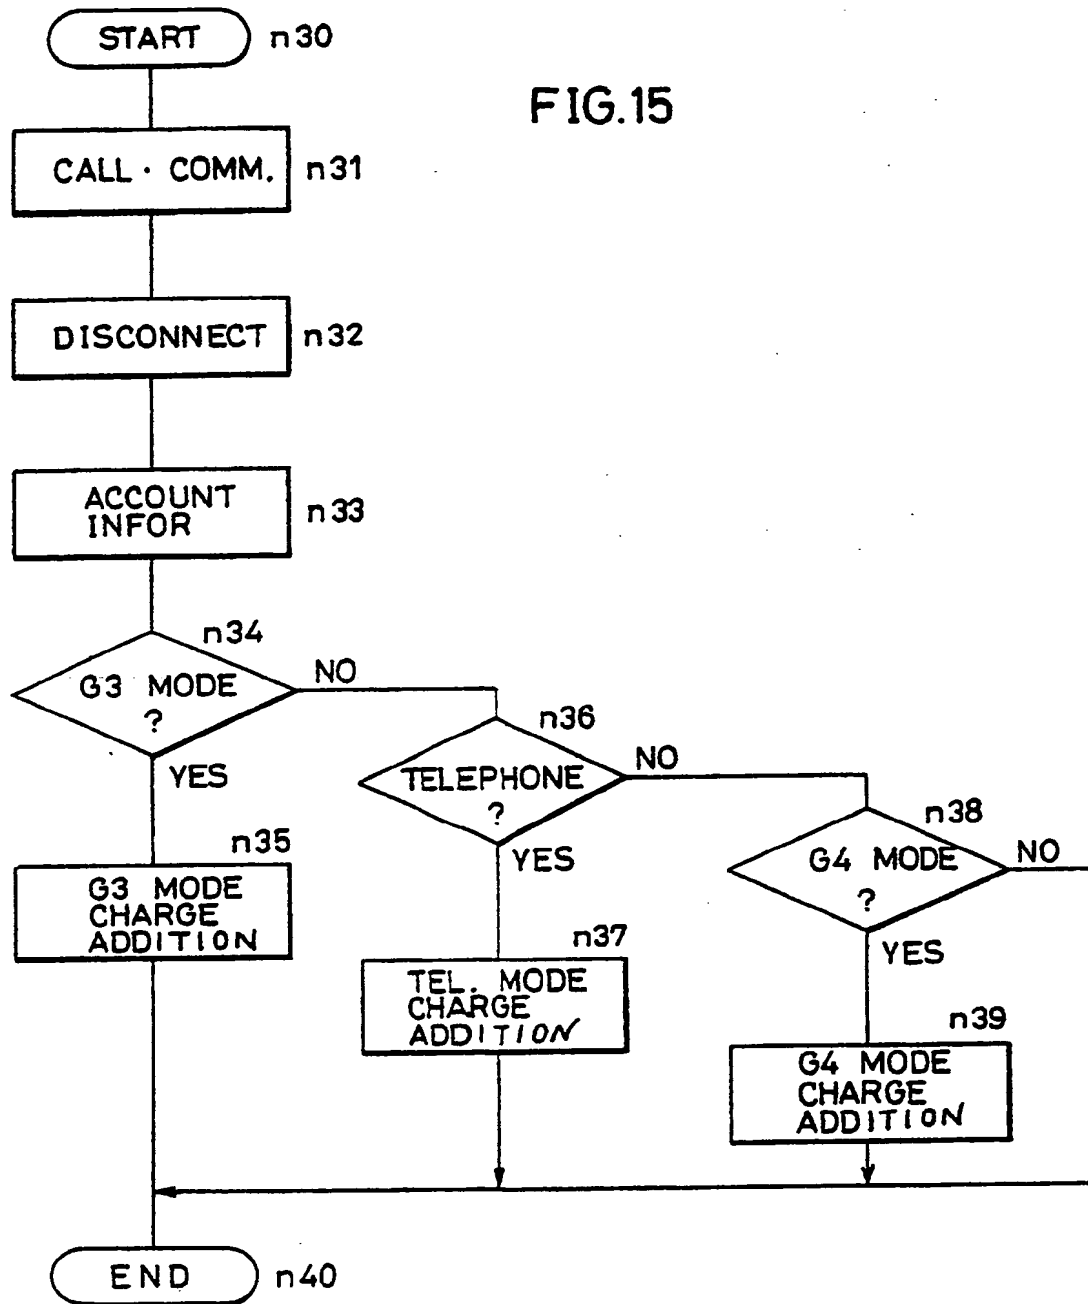 START n30
FIG.15
CALL · COMM. n31
DISCONNECT n32
ACCOUNT
INFOR
n33
n34
G3 MODE
?
NO
YES
n35
G3 MODE
CHARGE
ADDITION
n36
TELEPHONE
?
NO
YES
n37
TEL. MODE
CHARGE
ADDITION
n38
G4 MODE
?
NO
YES
n39
G4 MODE
CHARGE
ADDITION
END n40